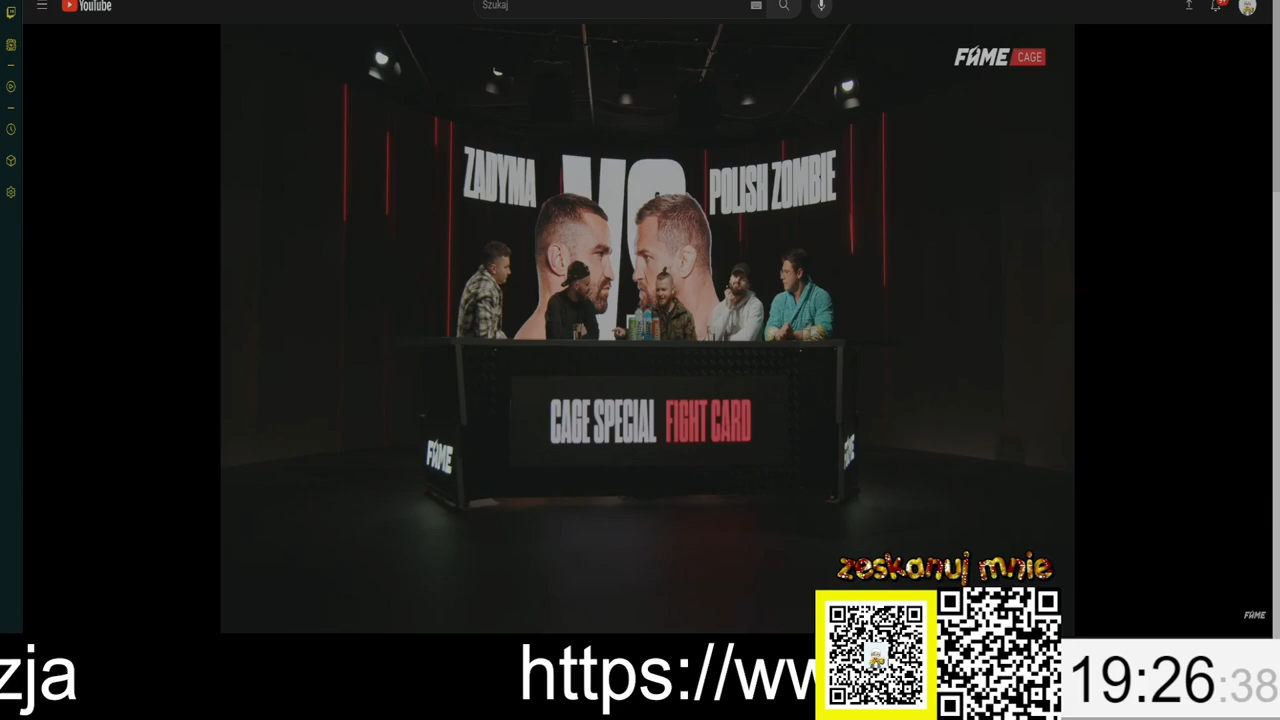 YouTube
Szukaj
FAME CAGE
ZADYMA VS POLISH ZOMBIE
CAGE SPECIAL FIGHT CARD
FAME
zeskanuj mnie
FAME
zja https://ww
19:26:38